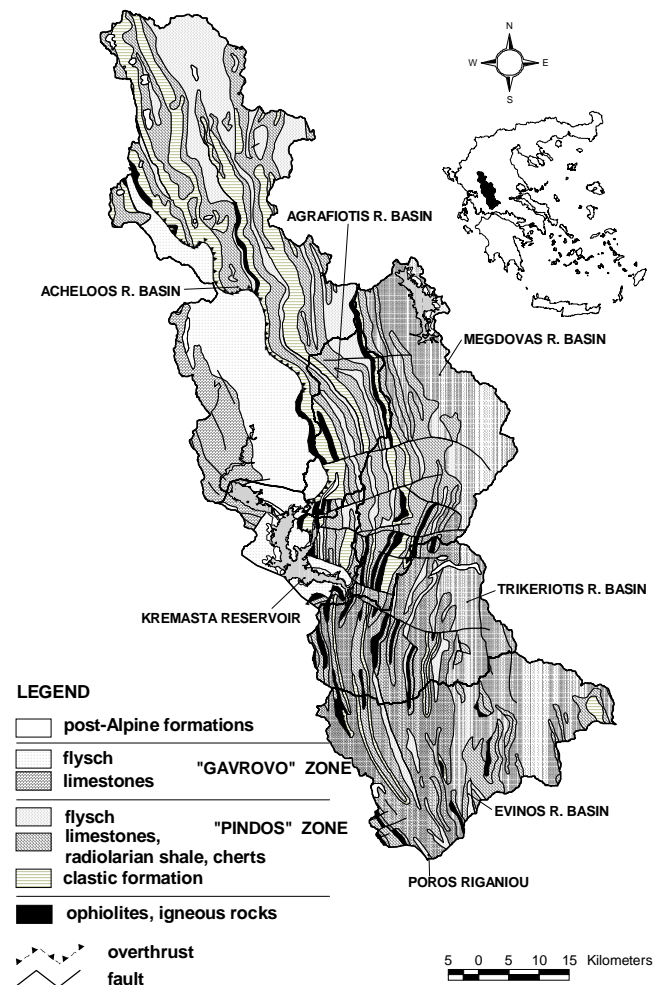 N
W E
S
AGRAFIOTIS R. BASIN
ACHELOOS R. BASIN
MEGDOVAS R. BASIN
TRIKERIOTIS R. BASIN
KREMASTA RESERVOIR
EVINOS R. BASIN
POROS RIGANIOU
LEGEND
post-Alpine formations
flysch
"GAVROVO" ZONE
limestones
flysch
"PINDOS" ZONE
limestones,
radiolarian shale, cherts
clastic formation
ophiolites, igneous rocks
overthrust
fault
5 0 5 10 15 Kilometers